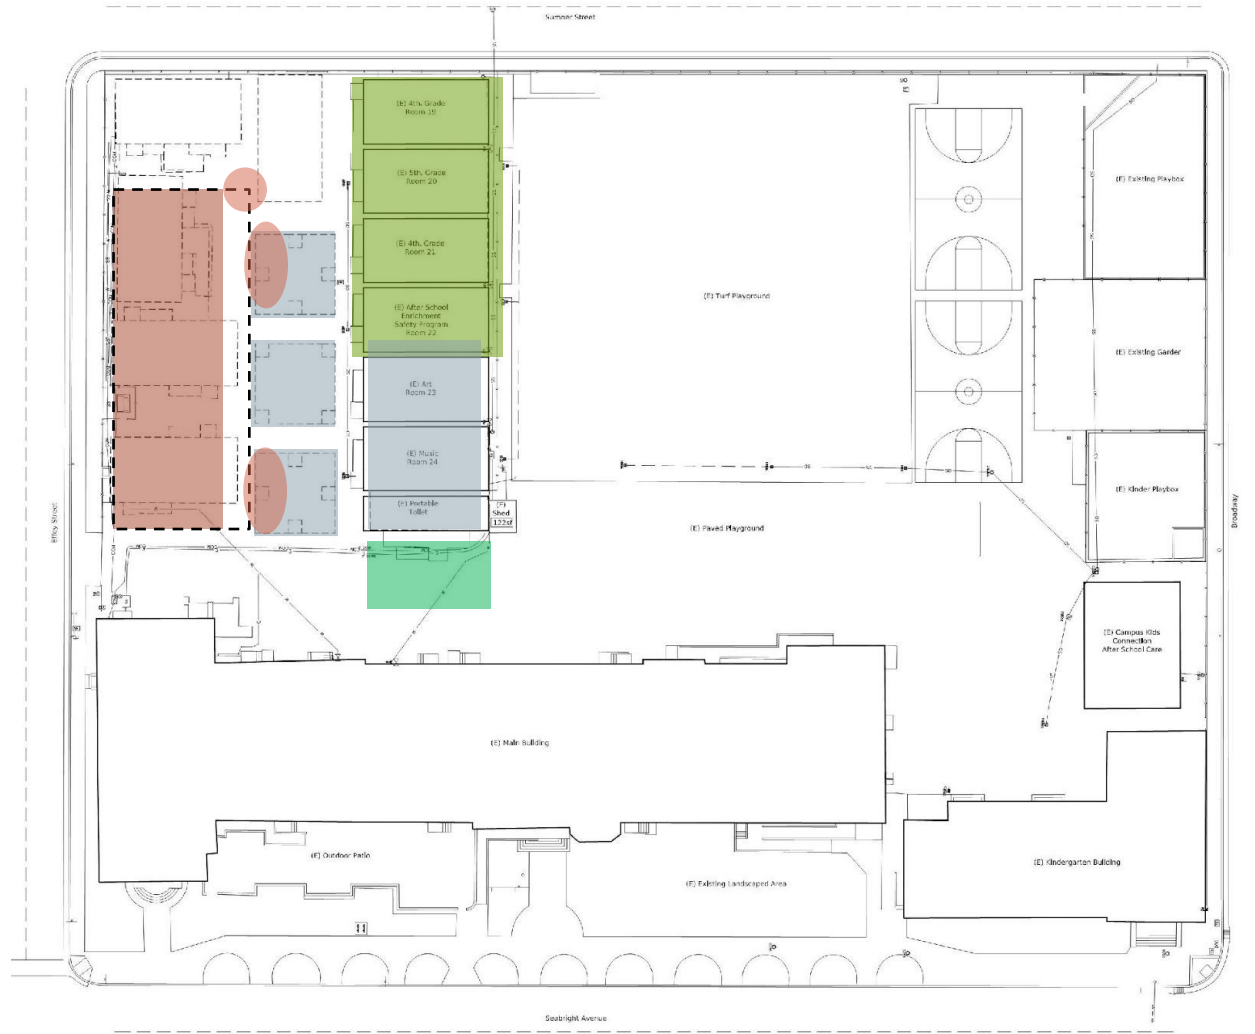 Sumner Street
(E) 4th. Grade
Room 19
(E) 5th. Grade
Room 20
(E) 4th. Grade
Room 21
(E) After School
Enrichment
Safety Program
Room 22
(E) Art
Room 23
(E) Music
Room 24
(E) Portable
Toilet
Shed
122sf
(E) Turf Playground
(E) Paved Playground
(E) Existing Playbox
(E) Existing Garden
(E) Kinder Playbox
(E) Campus Kids
Connection
After School Care
(E) Main Building
(E) Outdoor Patio
(E) Existing Landscaped Area
(E) Kindergarten Building
Effey Street
Broadway
Seabright Avenue